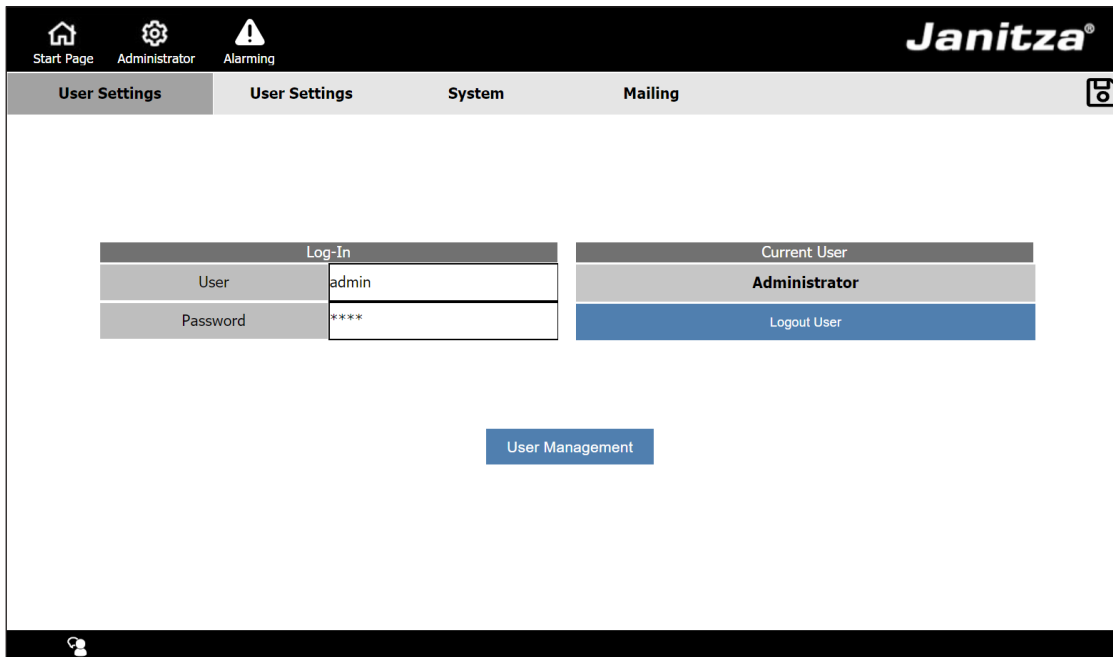 Janitza®
Start Page Administrator Alarming
User Settings User Settings System Mailing
Log-In Current User
User admin Administrator
Password **** Logout User
User Management